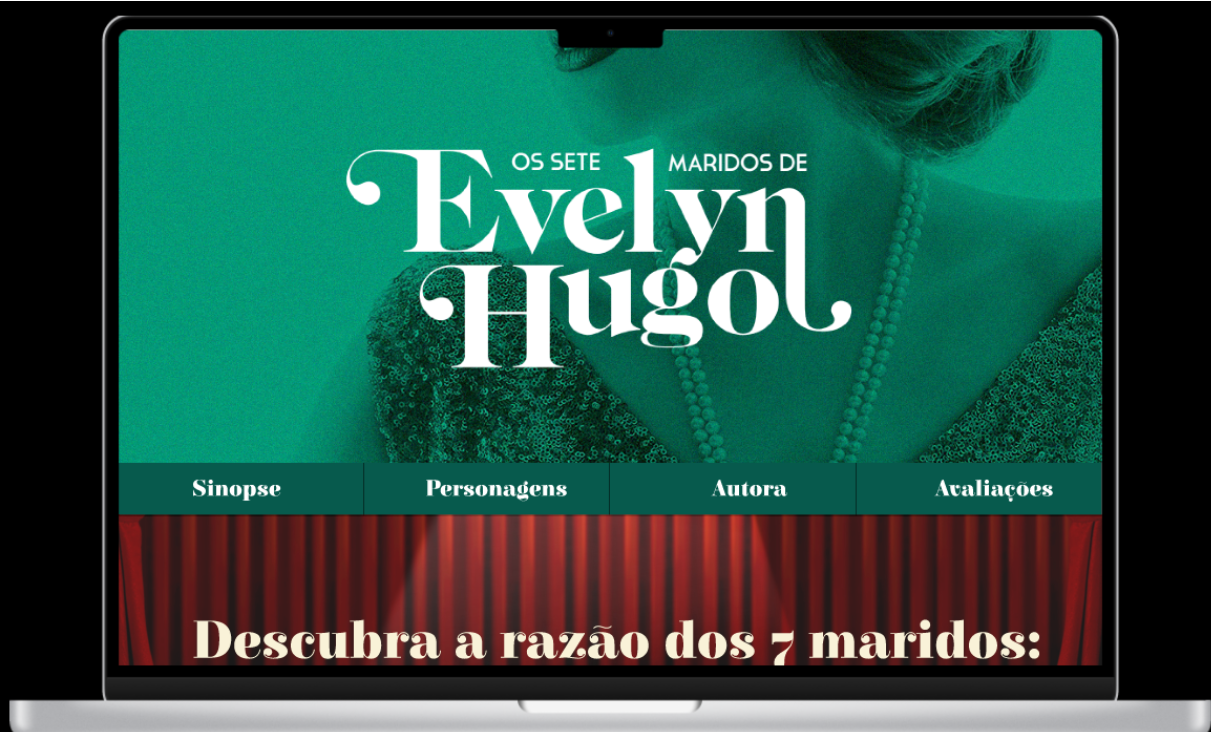 OS SETE MARIDOS DE
Evelyn
Hugo
Sinopse Personagens Autora Avaliações
Descubra a razão dos 7 maridos: